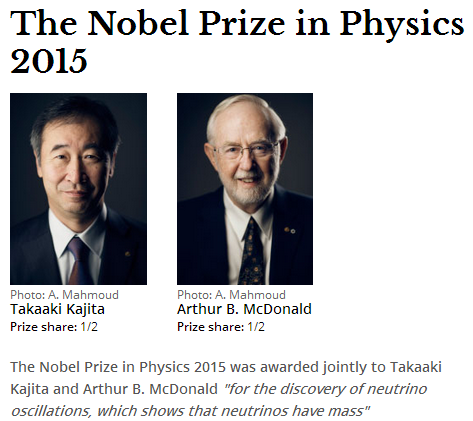 The Nobel Prize in Physics
2015
Photo: A. Mahmoud
Takaaki Kajita
Prize share: 1/2
Photo: A. Mahmoud
Arthur B. McDonald
Prize share: 1/2
The Nobel Prize in Physics 2015 was awarded jointly to Takaaki
Kajita and Arthur B. McDonald "for the discovery of neutrino
oscillations, which shows that neutrinos have mass"